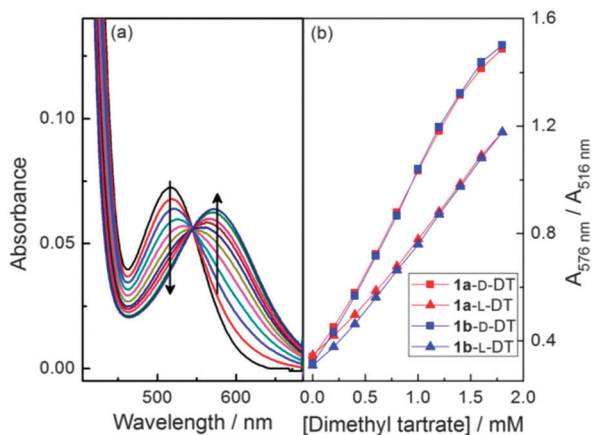 (a)
0.10
0.05
0.00
Absorbance
500
600
Wavelength / nm
(b)
1.6
1.2
0.8
0.4
A576 nm / A516 nm
1a-D-DT
1a-L-DT
1b-D-DT
1b-L-DT
0.0
0.5
1.0
1.5
2.0
[Dimethyl tartrate] / mM